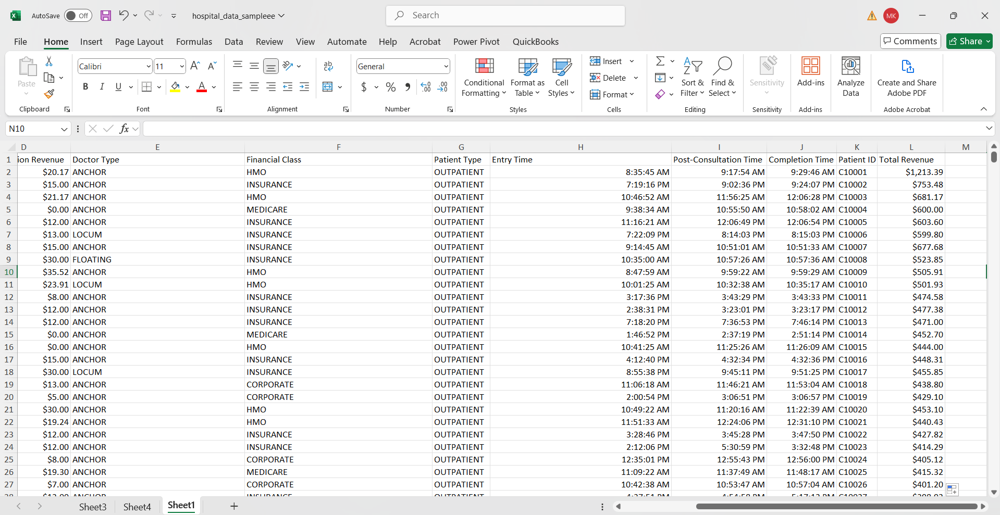 AutoSave Off hospital_data_sampleee Search MK
File Home Insert Page Layout Formulas Data Review View Automate Help Acrobat Power Pivot QuickBooks Comments Share
Paste Calibri 11 General Conditional Formatting Format as Table Cell Styles Insert Delete Format Sort & Filter Find & Select Sensitivity Add-ins Analyze Data Create and Share Adobe PDF
Clipboard Font Alignment Number Styles Cells Editing Sensitivity Add-ins Adobe Acrobat
N10 fx
D E F G H I J K L M
1 ion Revenue Doctor Type Financial Class Patient Type Entry Time Post-Consultation Time Completion Time Patient ID Total Revenue
2 $20.17 ANCHOR HMO OUTPATIENT 8:35:45 AM 9:17:54 AM 9:29:46 AM C10001 $1,213.39
3 $15.00 ANCHOR INSURANCE OUTPATIENT 7:19:16 PM 9:02:36 PM 9:24:07 PM C10002 $753.48
4 $21.17 ANCHOR HMO OUTPATIENT 10:46:52 AM 11:56:25 AM 12:06:28 PM C10003 $681.17
5 $0.00 ANCHOR MEDICARE OUTPATIENT 9:38:34 AM 10:55:50 AM 10:58:02 AM C10004 $600.00
6 $12.00 ANCHOR INSURANCE OUTPATIENT 11:16:21 AM 12:06:49 PM 12:06:54 PM C10005 $603.60
7 $13.00 LOCUM INSURANCE OUTPATIENT 7:22:09 PM 8:14:03 PM 8:15:03 PM C10006 $599.80
8 $15.00 ANCHOR INSURANCE OUTPATIENT 9:14:45 AM 10:51:01 AM 10:51:33 AM C10007 $677.68
9 $30.00 FLOATING INSURANCE OUTPATIENT 10:35:00 AM 10:57:26 AM 10:57:36 AM C10008 $523.85
10 $35.52 ANCHOR HMO OUTPATIENT 8:47:59 AM 9:59:22 AM 9:59:29 AM C10009 $505.91
11 $23.91 LOCUM HMO OUTPATIENT 10:01:25 AM 10:32:38 AM 10:35:17 AM C10010 $501.93
12 $8.00 ANCHOR INSURANCE OUTPATIENT 3:17:36 PM 3:43:29 PM 3:43:33 PM C10011 $474.58
13 $12.00 ANCHOR INSURANCE OUTPATIENT 2:38:31 PM 3:23:01 PM 3:23:17 PM C10012 $477.38
14 $12.00 ANCHOR INSURANCE OUTPATIENT 7:18:20 PM 7:36:53 PM 7:46:14 PM C10013 $471.00
15 $0.00 ANCHOR MEDICARE OUTPATIENT 1:46:52 PM 2:37:19 PM 2:51:14 PM C10014 $452.70
16 $0.00 ANCHOR HMO OUTPATIENT 10:41:25 AM 11:25:26 AM 11:26:09 AM C10015 $444.00
17 $15.00 ANCHOR INSURANCE OUTPATIENT 4:12:40 PM 4:32:34 PM 4:32:36 PM C10016 $448.31
18 $30.00 LOCUM INSURANCE OUTPATIENT 8:55:38 PM 9:45:11 PM 9:51:25 PM C10017 $455.85
19 $13.00 ANCHOR CORPORATE OUTPATIENT 11:06:18 AM 11:46:21 AM 11:53:04 AM C10018 $438.80
20 $5.00 ANCHOR CORPORATE OUTPATIENT 2:00:54 PM 3:06:51 PM 3:06:57 PM C10019 $429.10
21 $30.00 ANCHOR HMO OUTPATIENT 10:49:22 AM 11:20:16 AM 11:22:39 AM C10020 $453.10
22 $19.24 ANCHOR HMO OUTPATIENT 11:51:33 AM 12:24:06 PM 12:31:10 PM C10021 $440.43
23 $12.00 ANCHOR INSURANCE OUTPATIENT 3:28:46 PM 3:45:28 PM 3:47:50 PM C10022 $427.82
24 $12.00 ANCHOR INSURANCE OUTPATIENT 2:12:06 PM 5:30:59 PM 3:32:48 PM C10023 $414.29
25 $8.00 ANCHOR CORPORATE OUTPATIENT 12:35:01 PM 12:55:43 PM 12:56:00 PM C10024 $405.12
26 $19.30 ANCHOR MEDICARE OUTPATIENT 11:09:22 AM 11:37:49 AM 11:48:17 AM C10025 $415.32
27 $7.00 ANCHOR CORPORATE OUTPATIENT 10:42:38 AM 10:53:47 AM 10:57:04 AM C10026 $401.20
Sheet3 Sheet4 Sheet1